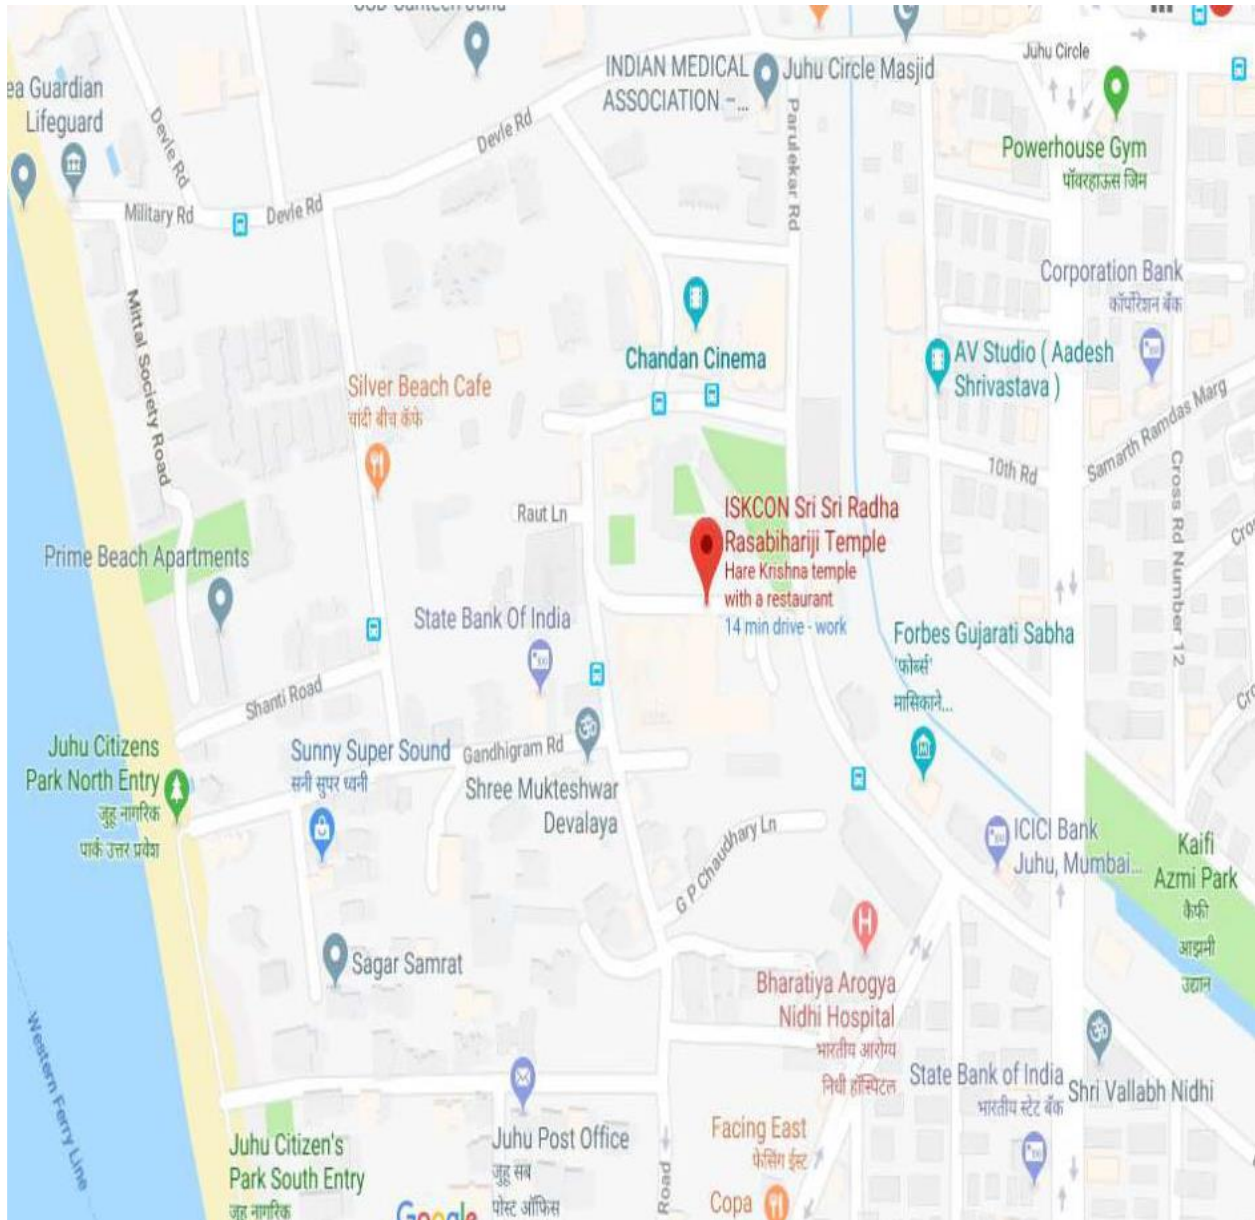 Juhu Circle
INDIAN MEDICAL
ASSOCIATION –...
Juhu Circle Masjid
ea Guardian
Lifeguard
Devle Rd
Devle Rd
Parulekar Rd
Powerhouse Gym
पॉवरहाऊस जिम
Military Rd
Devle Rd
Corporation Bank
कॉर्पोरेशन बँक
Mittal Society Road
Chandan Cinema
AV Studio ( Aadesh
Shrivastava )
Silver Beach Cafe
चांदी बीच कॅफे
Samarth Ramdas Marg
10th Rd
Cross Rd Number 12
Cro
Raut Ln
ISKCON Sri Sri Radha
Rasabihariji Temple
Hare Krishna temple
with a restaurant
14 min drive - work
Prime Beach Apartments
State Bank Of India
Forbes Gujarati Sabha
'फोर्ब्स'
मासिकाने...
Shanti Road
Cro
Juhu Citizens
Park North Entry
जुहू नागरिक
पार्क उत्तर प्रवेश
Sunny Super Sound
सनी सुपर ध्वनी
Gandhigram Rd
Shree Mukteshwar
Devalaya
G P Chaudhary Ln
ICICI Bank
Juhu, Mumbai...
Kaifi
Azmi Park
कैफी
आझमी
उद्यान
Sagar Samrat
Bharatiya Arogya
Nidhi Hospital
भारतीय आरोग्य
निधी हॉस्पिटल
Western Ferry Line
State Bank of India
भारतीय स्टेट बँक
Shri Vallabh Nidhi
Juhu Citizen's
Park South Entry
जुहू नागरिक
Juhu Post Office
जुहू सब
पोस्ट ऑफिस
Facing East
फेसिंग ईस्ट
Copa
Road
Google